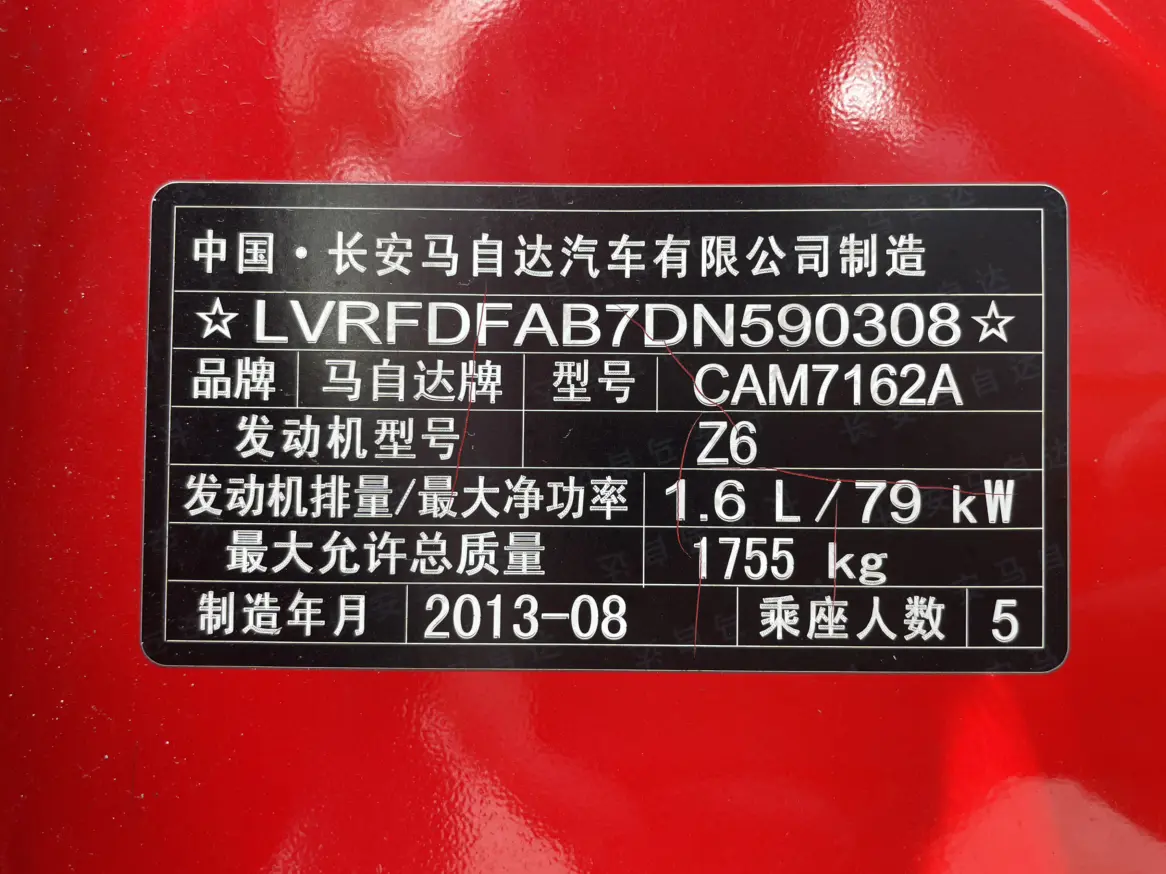 中国·长安马自达汽车有限公司制造
☆LVRFDFAB7DN590308☆
品牌 马自达牌 型号 CAM7162A
发动机型号 Z6
发动机排量/最大净功率 1.6 L/79 kW
最大允许总质量 1755 kg
制造年月 2013-08 乘座人数 5